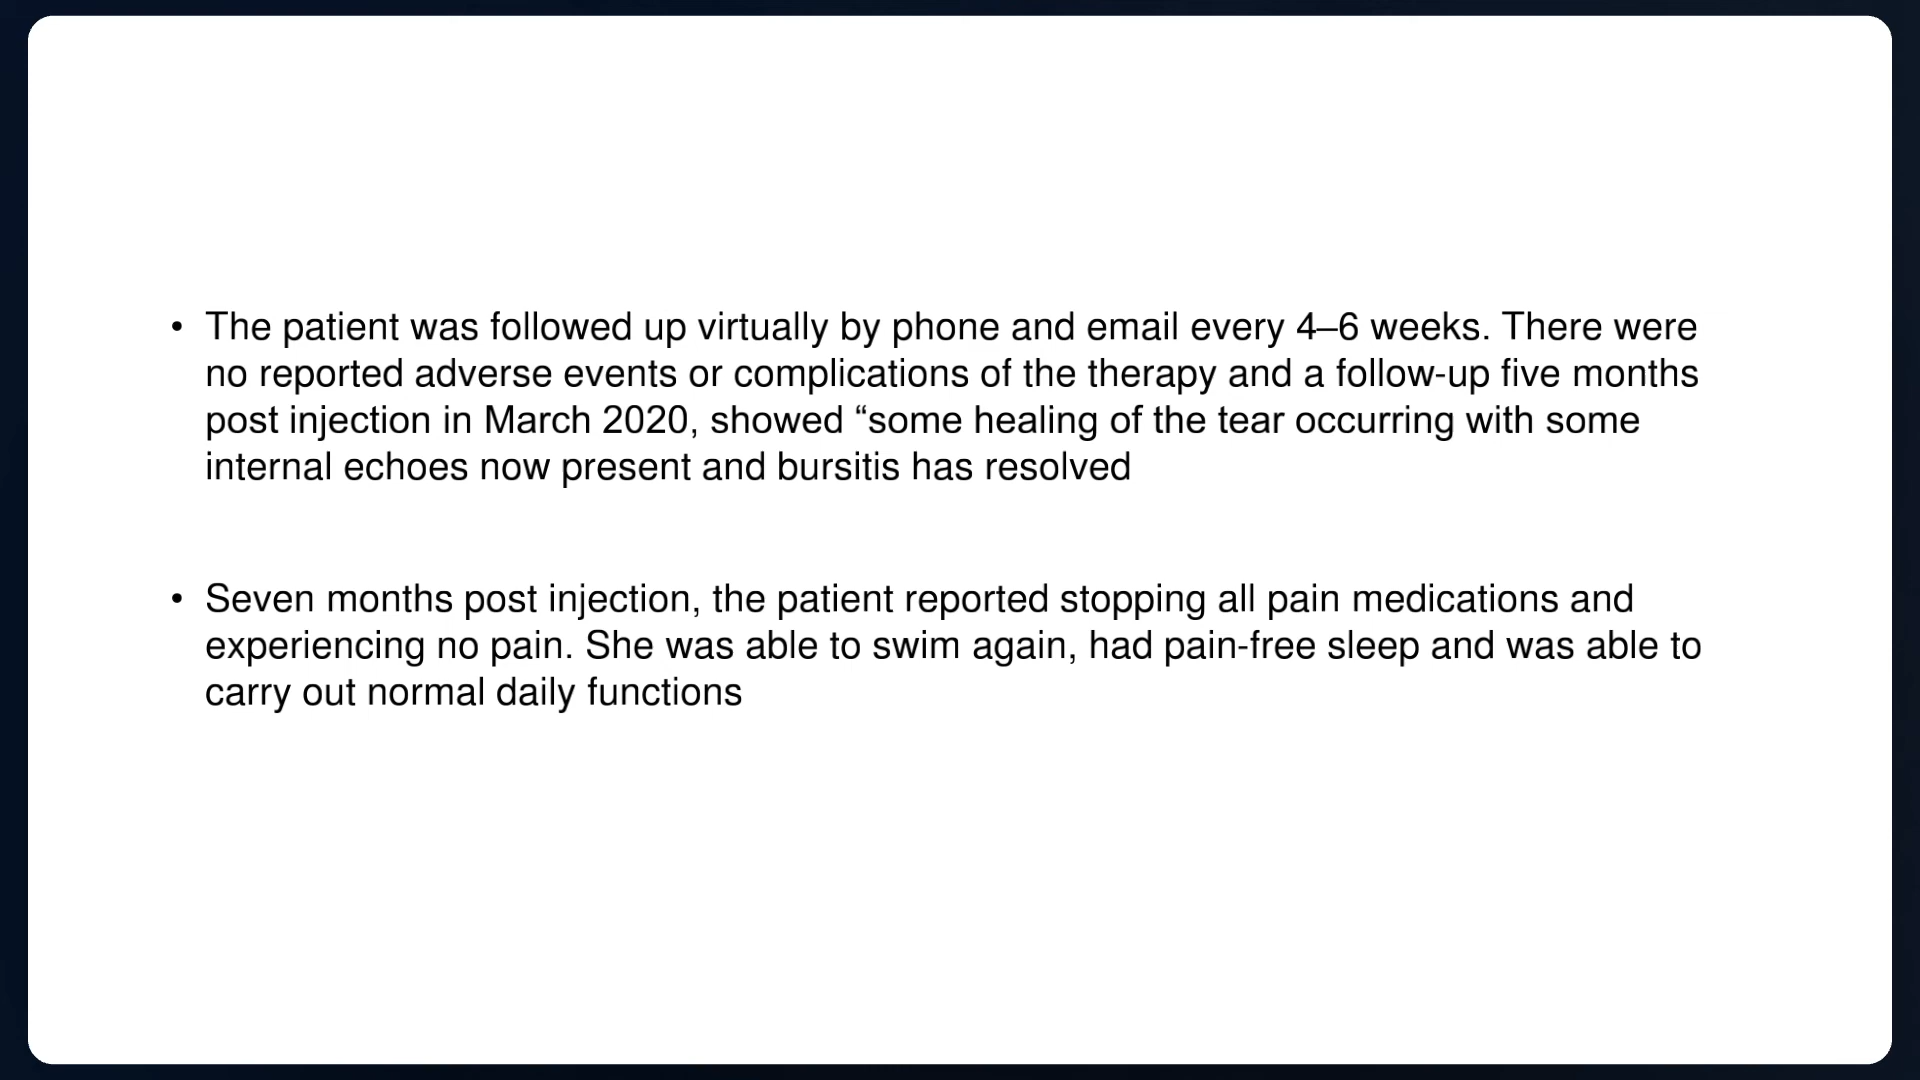 • The patient was followed up virtually by phone and email every 4–6 weeks. There were
no reported adverse events or complications of the therapy and a follow-up five months
post injection in March 2020, showed “some healing of the tear occurring with some
internal echoes now present and bursitis has resolved
• Seven months post injection, the patient reported stopping all pain medications and
experiencing no pain. She was able to swim again, had pain-free sleep and was able to
carry out normal daily functions